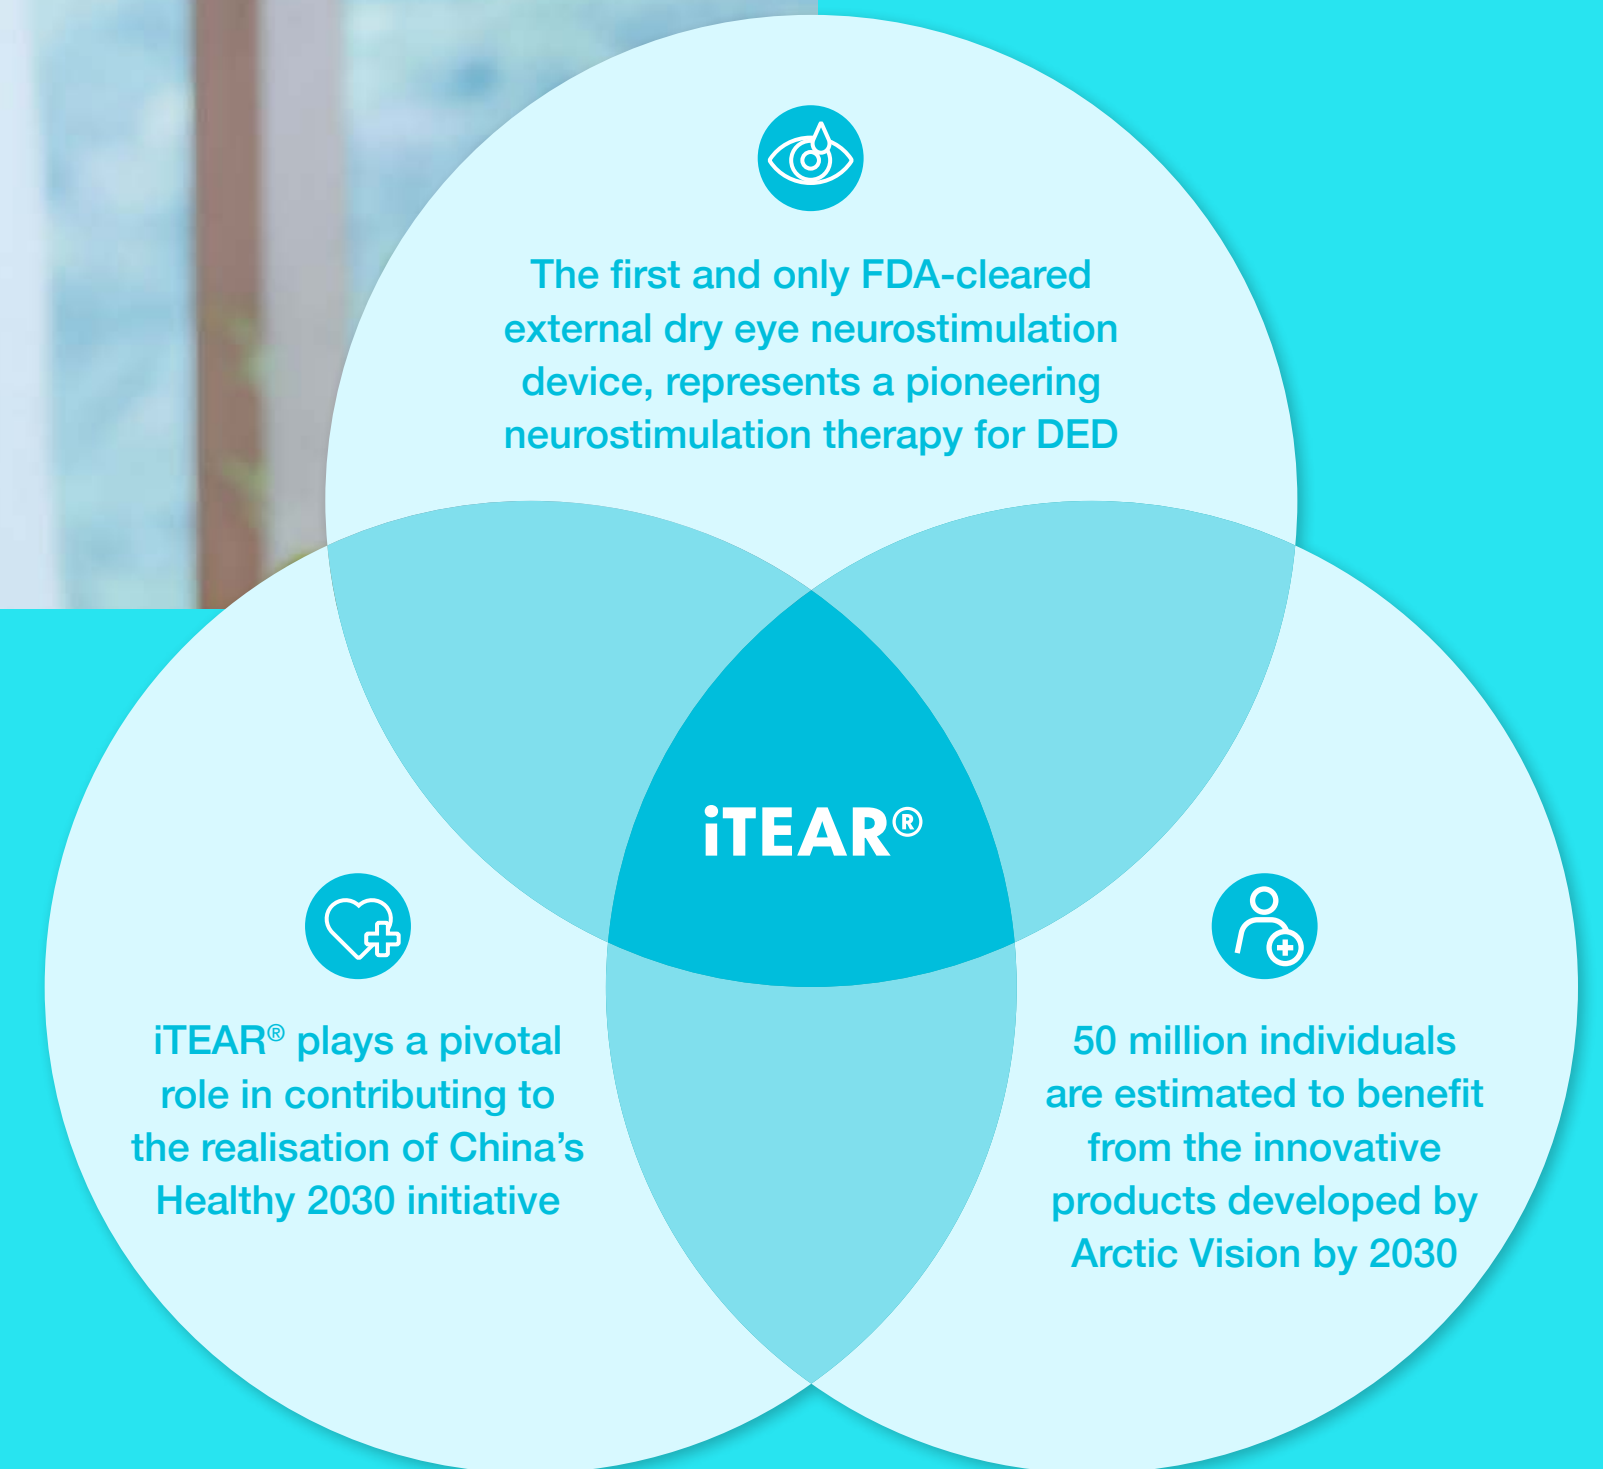 The first and only FDA-cleared
external dry eye neurostimulation
device, represents a pioneering
neurostimulation therapy for DED
iTEAR®
iTEAR® plays a pivotal
role in contributing to
the realisation of China’s
Healthy 2030 initiative
50 million individuals
are estimated to benefit
from the innovative
products developed by
Arctic Vision by 2030